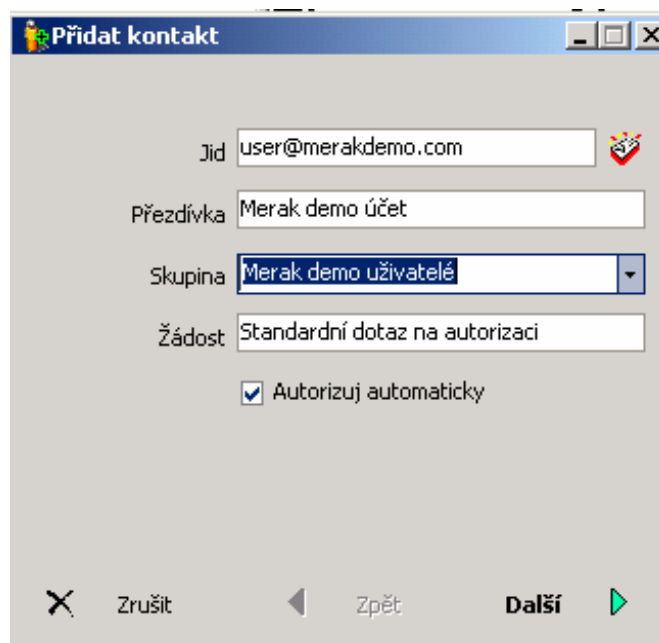 Přidat kontakt
Jid user@merakdemo.com
Přezdívka Merak demo účet
Skupina Merak demo uživatelé
Žádost Standardní dotaz na autorizaci
Autorizuj automaticky
Zrušit Zpět Další